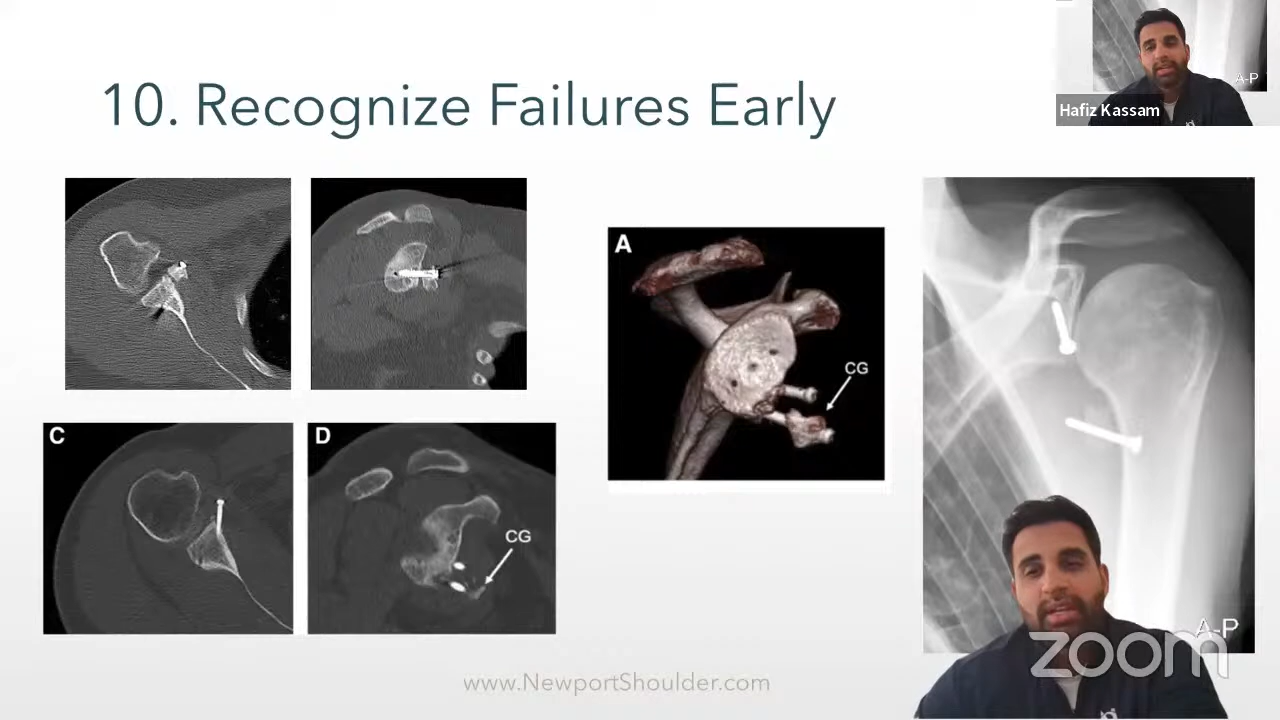 10. Recognize Failures Early
A-P
Hafiz Kassam
A
CG
C
D
CG
A-P
zoom
www.NewportShoulder.com